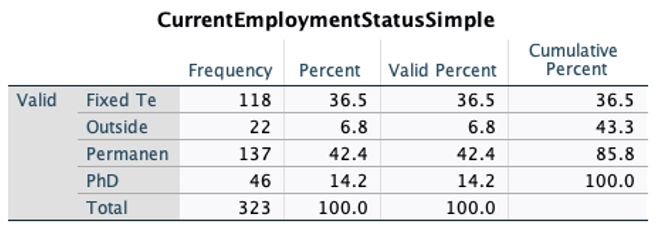 CurrentEmploymentStatusSimple
Frequency Percent Valid Percent Cumulative Percent
Valid Fixed Te 118 36.5 36.5 36.5
Outside 22 6.8 6.8 43.3
Permanen 137 42.4 42.4 85.8
PhD 46 14.2 14.2 100.0
Total 323 100.0 100.0